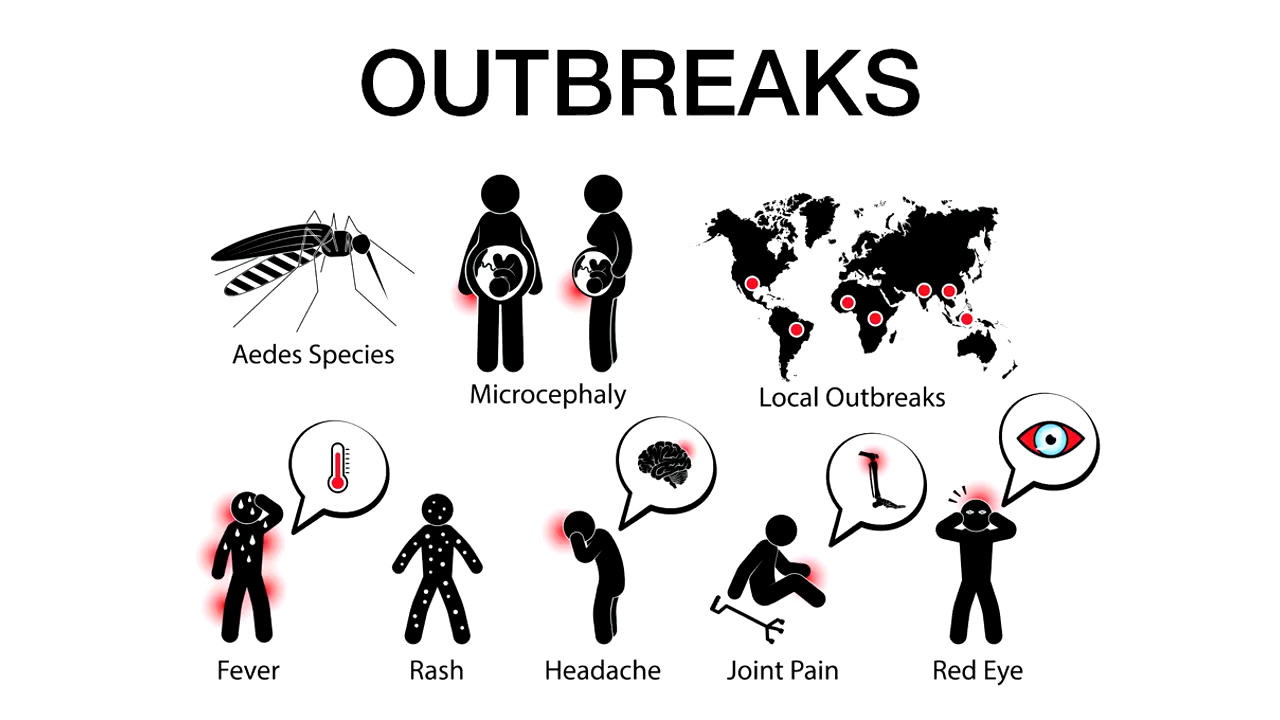 OUTBREAKS
Aedes Species
Microcephaly
Local Outbreaks
Fever
Rash
Headache
Joint Pain
Red Eye